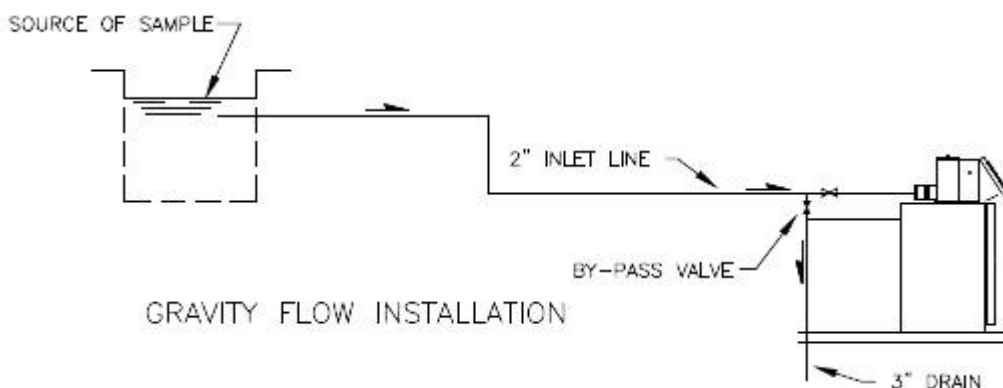 SOURCE OF SAMPLE
2" INLET LINE
BY-PASS VALVE
GRAVITY FLOW INSTALLATION
3" DRAIN